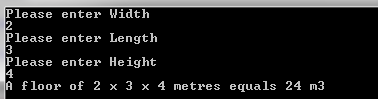 Please enter Width
2
Please enter Length
3
Please enter Height
4
A floor of 2 x 3 x 4 metres equals 24 m3